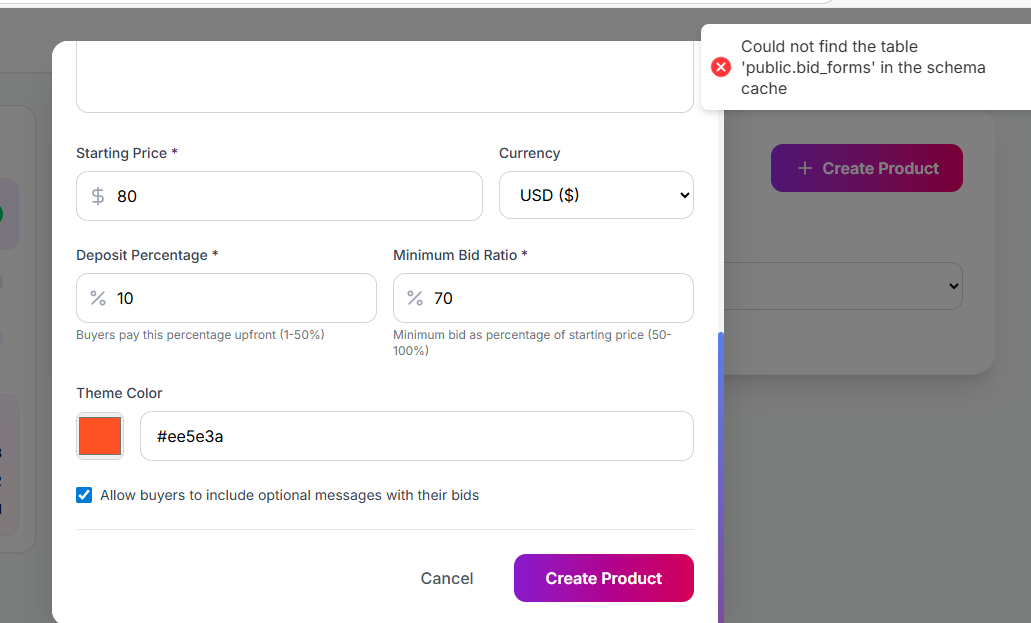 Could not find the table
'public.bid_forms' in the schema
cache
Starting Price *
Currency
$ 80
USD ($)
+ Create Product
Deposit Percentage *
Minimum Bid Ratio *
% 10
% 70
Buyers pay this percentage upfront (1-50%)
Minimum bid as percentage of starting price (50-
100%)
Theme Color
#ee5e3a
Allow buyers to include optional messages with their bids
Cancel
Create Product